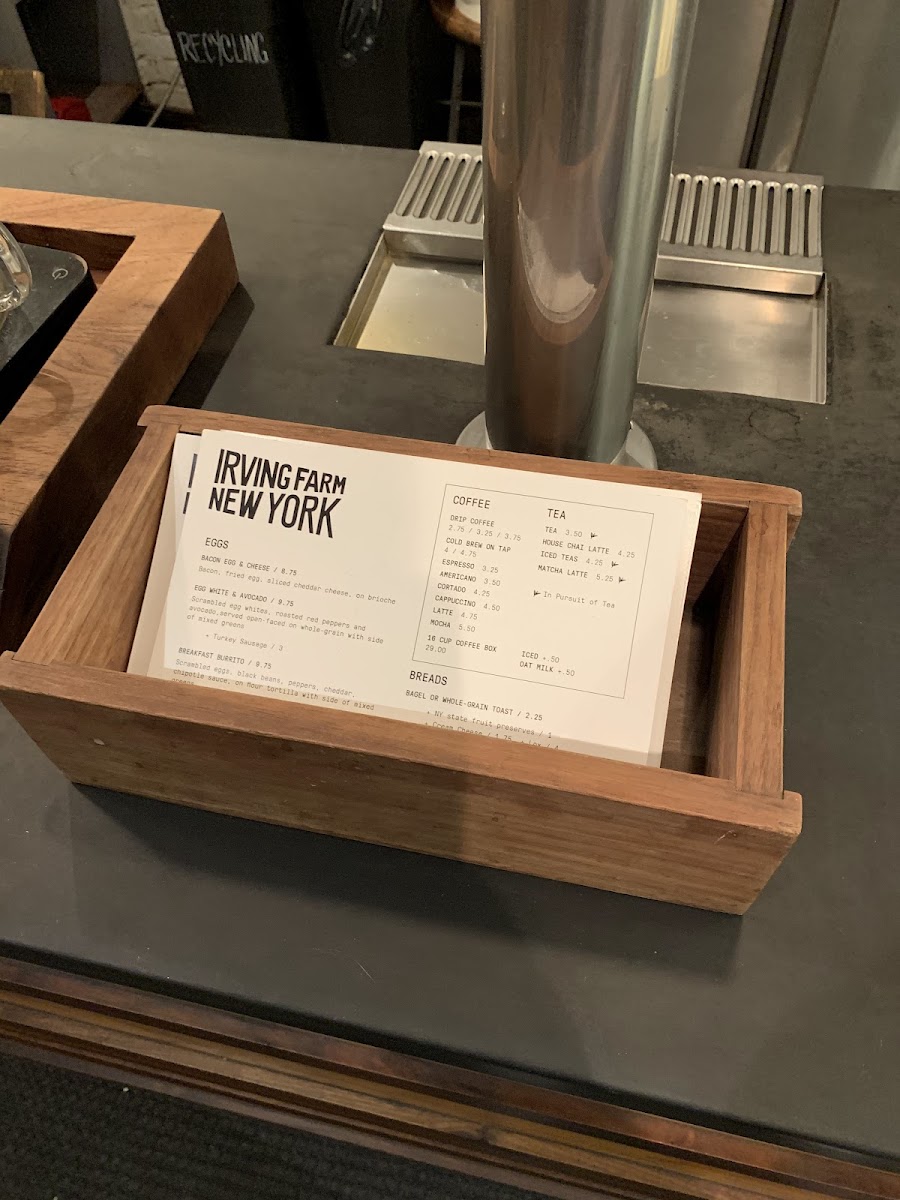 RECYCLING
IRVING FARM
NEW YORK
EGGS
BACON EGG & CHEESE / 8.75
Bacon, fried egg, sliced cheddar cheese, on brioche
EGG WHITE & AVOCADO / 9.75
Scrambled egg whites, roasted red peppers and
avocado,served open-faced on whole-grain with side
of mixed greens
+ Turkey Sausage / 3
BREAKFAST BURRITO / 9.75
Scrambled eggs, black beans, peppers, cheddar,
chipotle sauce, on flour tortilla with side of mixed
greens
COFFEE
DRIP COFFEE
2.75 / 3.25 / 3.75
COLD BREW ON TAP
4 / 4.75
ESPRESSO 3.25
AMERICANO 3.50
CORTADO 4.25
CAPPUCCINO 4.50
LATTE 4.75
MOCHA 5.50
16 CUP COFFEE BOX
29.00
TEA
TEA 3.50
HOUSE CHAI LATTE 4.25
ICED TEAS 4.25
MATCHA LATTE 5.25
In Pursuit of Tea
ICED +.50
OAT MILK +.50
BREADS
BAGEL OR WHOLE-GRAIN TOAST / 2.25
+ NY state fruit preserves / 1
+ Cream Cheese / 1.75 + Lox / 4